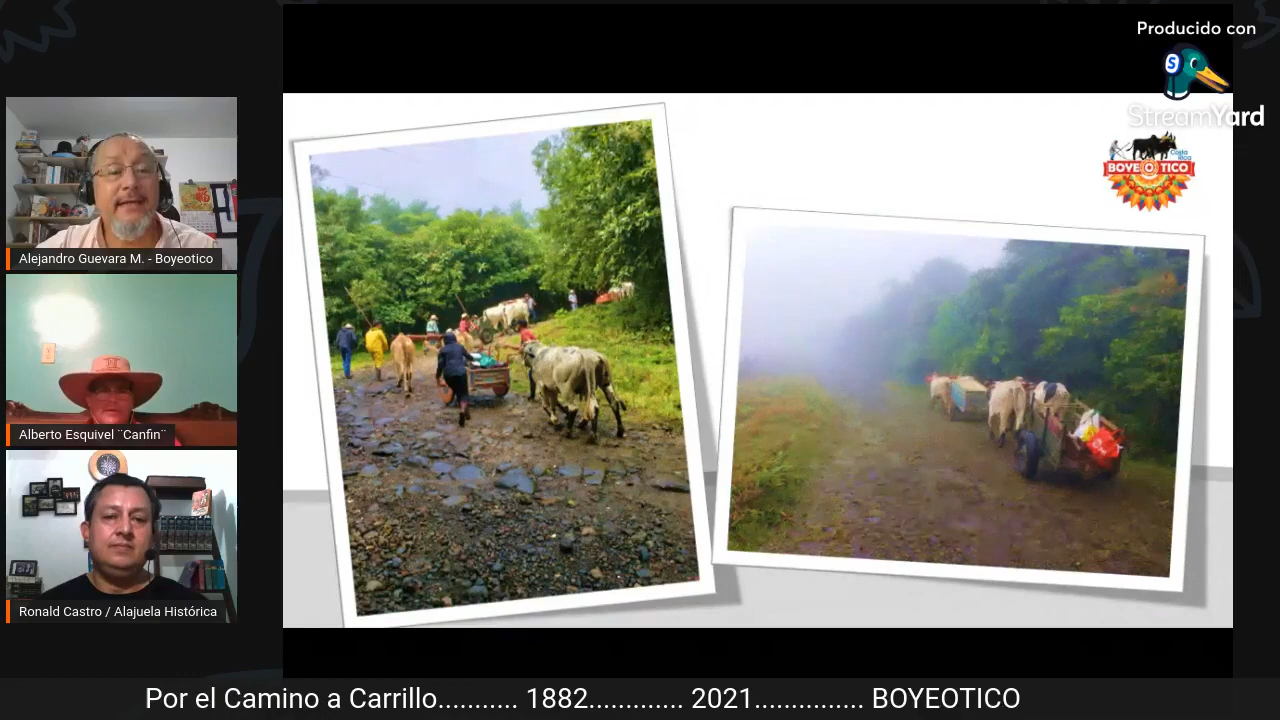 Producido con
StreamYard
S
Costa
Rica
BOYEOTICO
Alejandro Guevara M. - Boyeotico
Alberto Esquivel ¨Canfin¨
Ronald Castro / Alajuela Histórica
Por el Camino a Carrillo........... 1882............. 2021............... BOYEOTICO